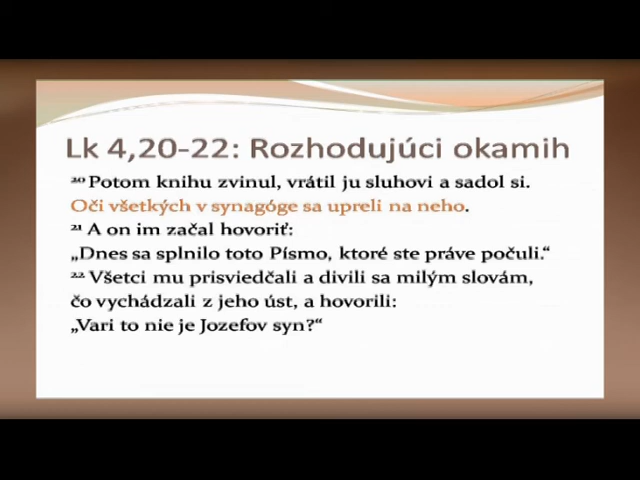 Lk 4,20-22: Rozhodujúci okamih
²⁰ Potom knihu zvinul, vrátil ju sluhovi a sadol si.
Oči všetkých v synagóge sa upreli na neho.
²¹ A on im začal hovoriť:
„Dnes sa splnilo toto Písmo, ktoré ste práve počuli.“
²² Všetci mu prisviedčali a divili sa milým slovám,
čo vychádzali z jeho úst, a hovorili:
„Vari to nie je Jozefov syn?“